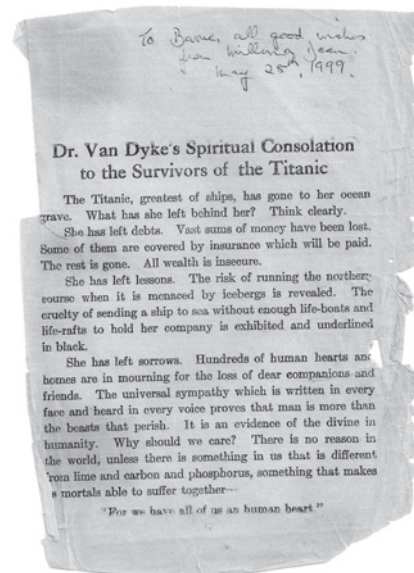 To Barrie, all good wishes
from Millvina Dean.
May 25th, 1999.
Dr. Van Dyke's Spiritual Consolation
to the Survivors of the Titanic
The Titanic, greatest of ships, has gone to her ocean
grave. What has she left behind her? Think clearly.
She has left debts. Vast sums of money have been lost.
Some of them are covered by insurance which will be paid.
The rest is gone. All wealth is insecure.
She has left lessons. The risk of running the northern
course when it is menaced by icebergs is revealed. The
cruelty of sending a ship to sea without enough life-boats and
life-rafts to hold her company is exhibited and underlined
in black.
She has left sorrows. Hundreds of human hearts and
homes are in mourning for the loss of dear companions and
friends. The universal sympathy which is written in every
face and heard in every voice proves that man is more than
the beasts that perish. It is an evidence of the divine in
humanity. Why should we care? There is no reason in
the world, unless there is something in us that is different
from lime and carbon and phosphorus, something that makes
us mortals able to suffer together—
"For we have all of us an human heart"